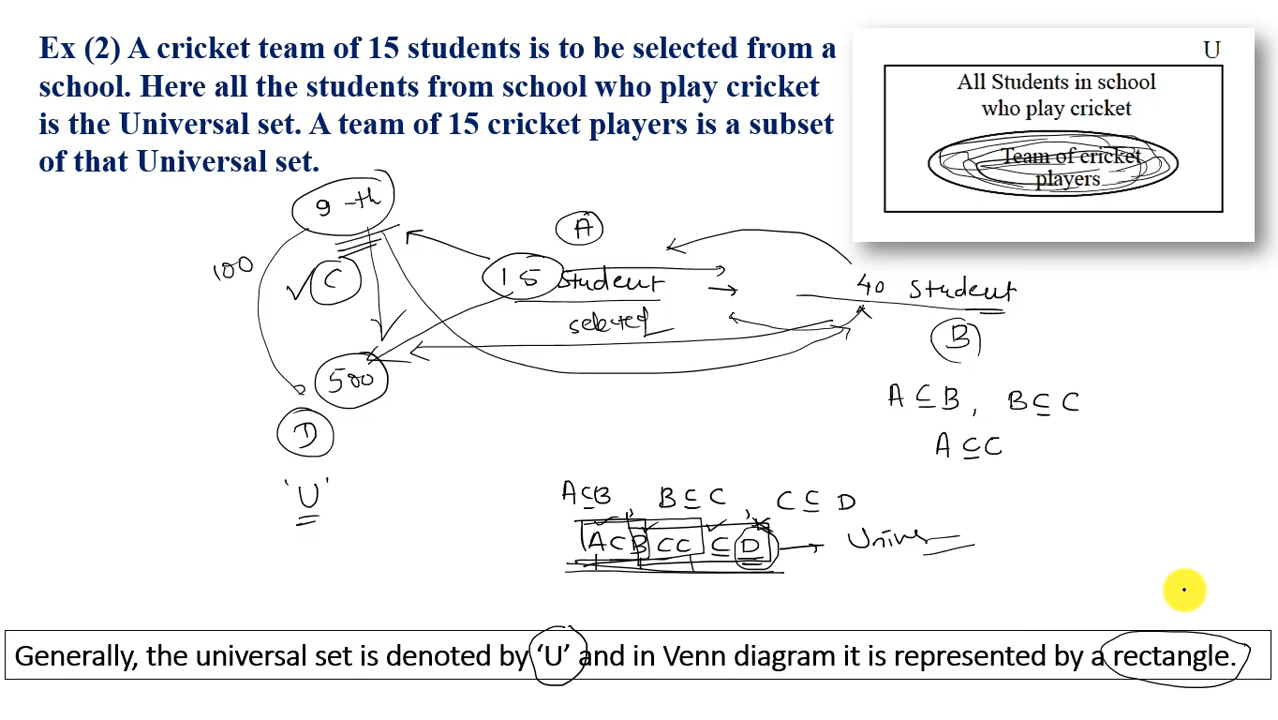 Ex (2) A cricket team of 15 students is to be selected from a
school. Here all the students from school who play cricket
is the Universal set. A team of 15 cricket players is a subset
of that Universal set.
U
All Students in school
who play cricket
Team of cricket
players
9-th
A
100
C
15 Student
40 Student
selected
B
500
A ⊆ B, B ⊆ C
D
A ⊆ C
'U'
A⊆B B ⊆ C, C ⊆ D
A ⊂ B ⊂ C ⊆ D → Univer
Generally, the universal set is denoted by 'U' and in Venn diagram it is represented by a rectangle.